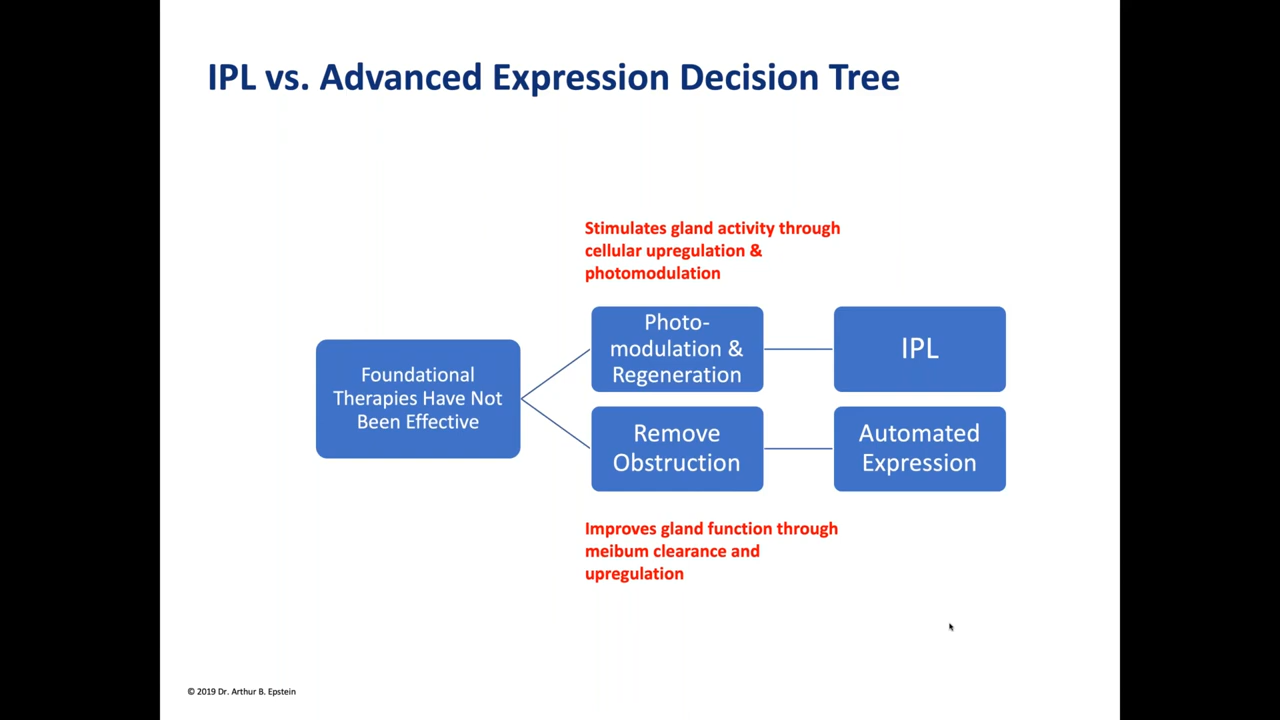 IPL vs. Advanced Expression Decision Tree
Stimulates gland activity through
cellular upregulation &
photomodulation
Foundational
Therapies Have Not
Been Effective
Photo-
modulation &
Regeneration
IPL
Remove
Obstruction
Automated
Expression
Improves gland function through
meibum clearance and
upregulation
© 2019 Dr. Arthur B. Epstein